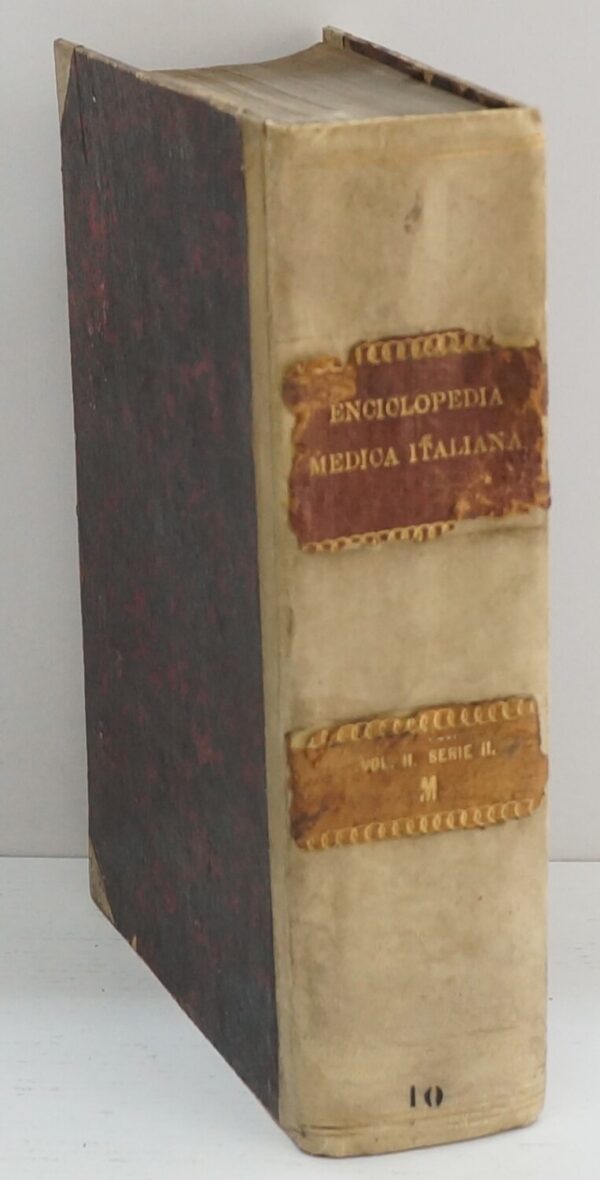 ENCICLOPEDIA
MEDICA ITALIANA
VOL. II. SERIE II.
M
10